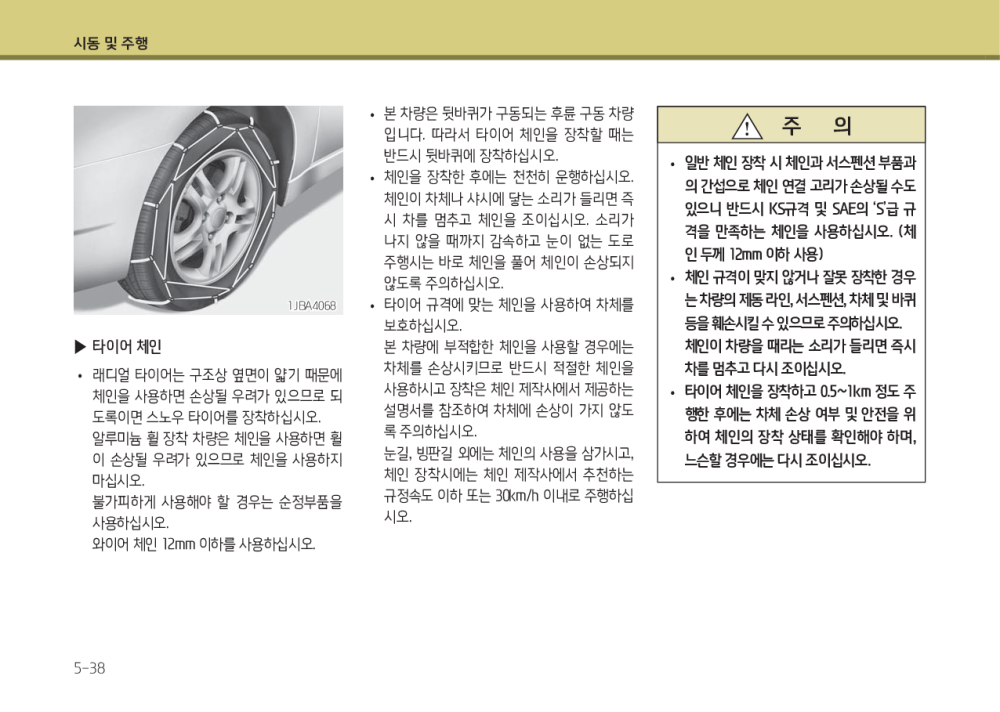 시동 및 주행
1JBA4068
▶ 타이어 체인
• 래디얼 타이어는 구조상 옆면이 얇기 때문에
체인을 사용하면 손상될 우려가 있으므로 되
도록이면 스노우 타이어를 장착하십시오.
알루미늄 휠 장착 차량은 체인을 사용하면 휠
이 손상될 우려가 있으므로 체인을 사용하지
마십시오.
불가피하게 사용해야 할 경우는 순정부품을
사용하십시오.
와이어 체인 12mm 이하를 사용하십시오.
• 본 차량은 뒷바퀴가 구동되는 후륜 구동 차량
입니다. 따라서 타이어 체인을 장착할 때는
반드시 뒷바퀴에 장착하십시오.
• 체인을 장착한 후에는 천천히 운행하십시오.
체인이 차체나 샤시에 닿는 소리가 들리면 즉
시 차를 멈추고 체인을 조이십시오. 소리가
나지 않을 때까지 감속하고 눈이 없는 도로
주행시는 바로 체인을 풀어 체인이 손상되지
않도록 주의하십시오.
• 타이어 규격에 맞는 체인을 사용하여 차체를
보호하십시오.
본 차량에 부적합한 체인을 사용할 경우에는
차체를 손상시키므로 반드시 적절한 체인을
사용하시고 장착은 체인 제작사에서 제공하는
설명서를 참조하여 차체에 손상이 가지 않도
록 주의하십시오.
눈길, 빙판길 외에는 체인의 사용을 삼가시고,
체인 장착시에는 체인 제작사에서 추천하는
규정속도 이하 또는 30km/h 이내로 주행하십
시오.
주 의
• 일반 체인 장착 시 체인과 서스펜션 부품과
의 간섭으로 체인 연결 고리가 손상될 수도
있으니 반드시 KS규격 및 SAE의 ‘S’급 규
격을 만족하는 체인을 사용하십시오. (체
인 두께 12mm 이하 사용)
• 체인 규격이 맞지 않거나 잘못 장착한 경우
는 차량의 제동 라인, 서스펜션, 차체 및 바퀴
등을 훼손시킬 수 있으므로 주의하십시오.
체인이 차량을 때리는 소리가 들리면 즉시
차를 멈추고 다시 조이십시오.
• 타이어 체인을 장착하고 0.5~1km 정도 주
행한 후에는 차체 손상 여부 및 안전을 위
하여 체인의 장착 상태를 확인해야 하며,
느슨할 경우에는 다시 조이십시오.
5-38